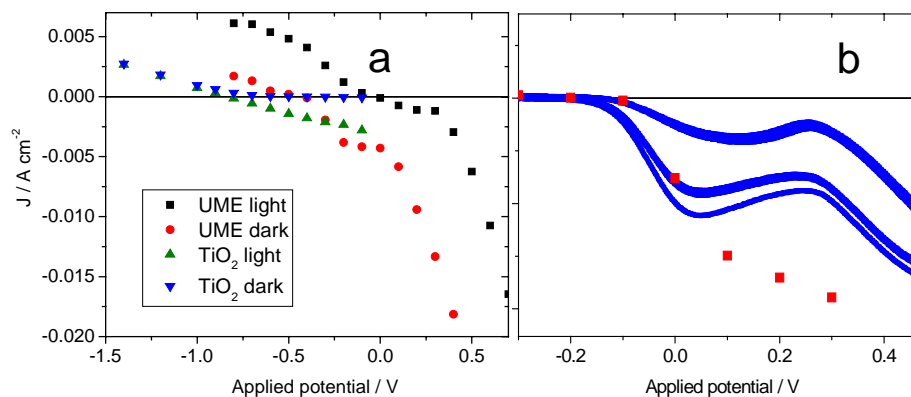 a
b
0.005
0.000
-0.005
-0.010
-0.015
-0.020
J / A cm-2
UME light
UME dark
TiO2 light
TiO2 dark
-1.5 -1.0 -0.5 0.0 0.5
-0.2 0.0 0.2 0.4
Applied potential / V
Applied potential / V